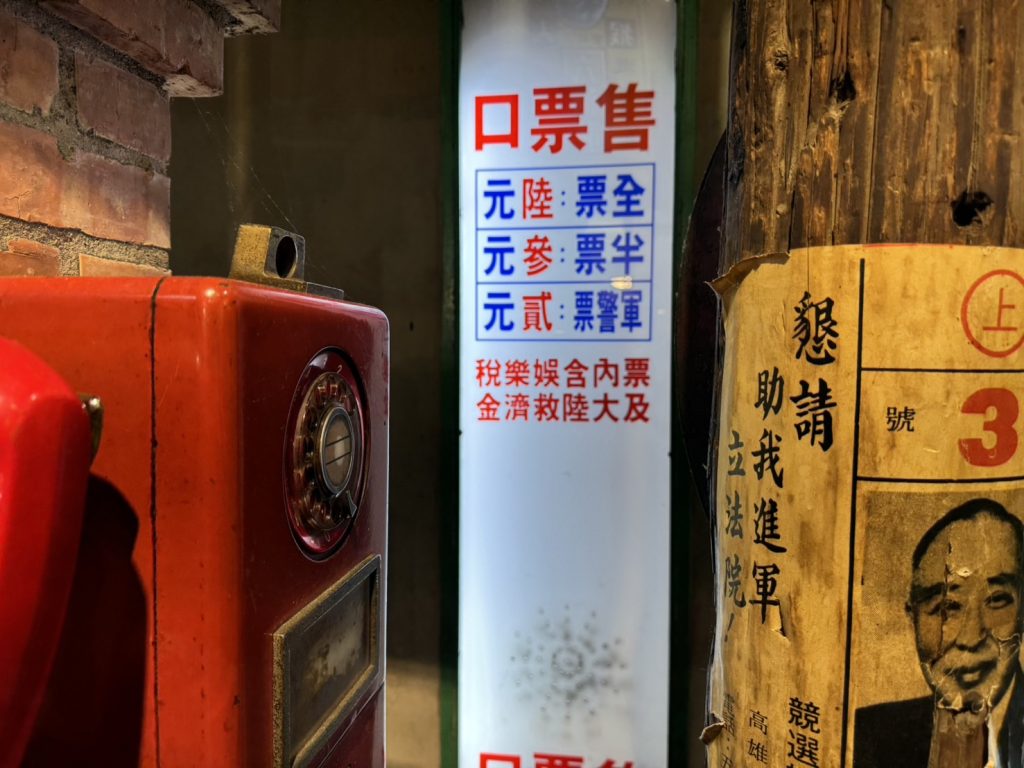 售票口
全票：陸元
半票：參元
軍警票：貳元
票內含娛樂稅
及大陸救濟金
上
3號
懇請
助我進軍
立法院！
競選
高雄